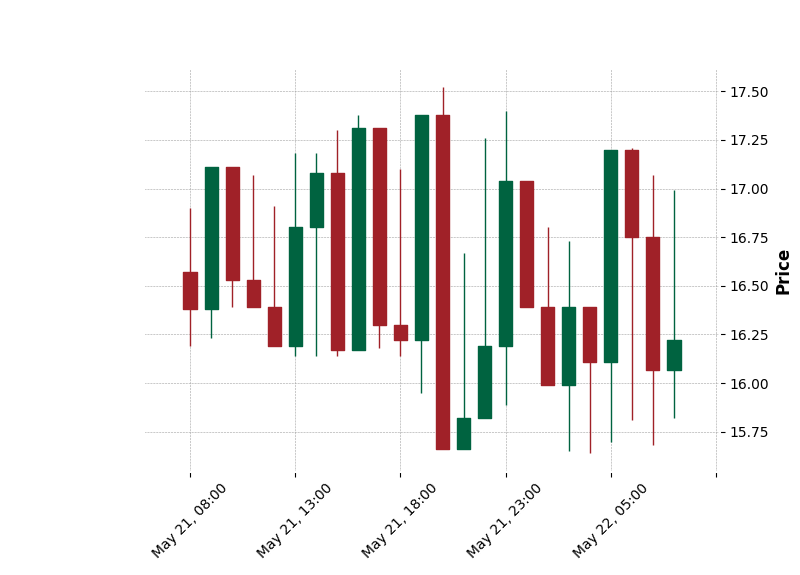 17.50
17.25
17.00
16.75
16.50
16.25
16.00
15.75
Price
May 21, 08:00
May 21, 13:00
May 21, 18:00
May 21, 23:00
May 22, 05:00